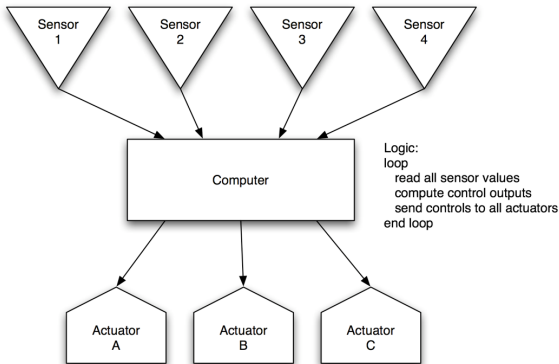 Sensor
1
Sensor
2
Sensor
3
Sensor
4
Computer
Logic:
loop
read all sensor values
compute control outputs
send controls to all actuators
end loop
Actuator
A
Actuator
B
Actuator
C